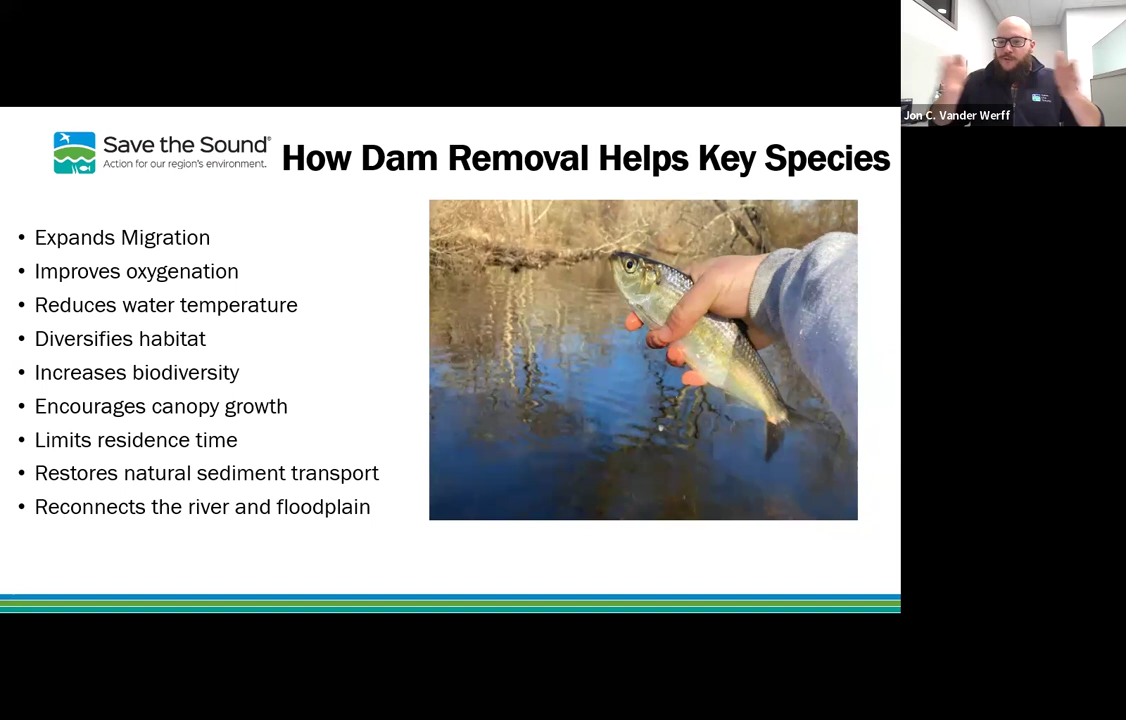 Save the Sound®
Action for our region's environment.
How Dam Removal Helps Key Species
• Expands Migration
• Improves oxygenation
• Reduces water temperature
• Diversifies habitat
• Increases biodiversity
• Encourages canopy growth
• Limits residence time
• Restores natural sediment transport
• Reconnects the river and floodplain
Jon C. Vander Werff